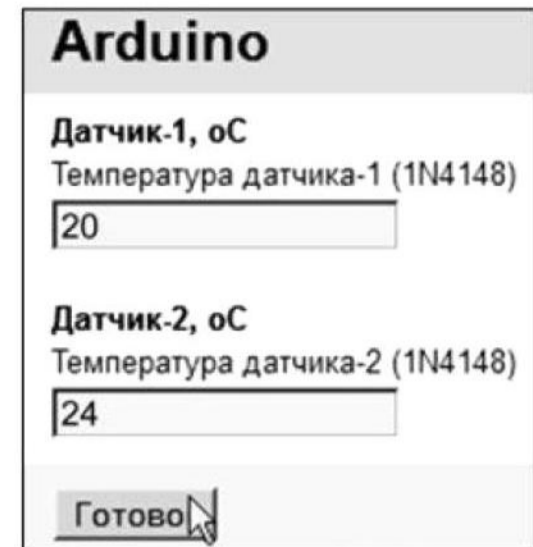 Arduino
Датчик-1, оС
Температура датчика-1 (1N4148)
20
Датчик-2, оС
Температура датчика-2 (1N4148)
24
Готово